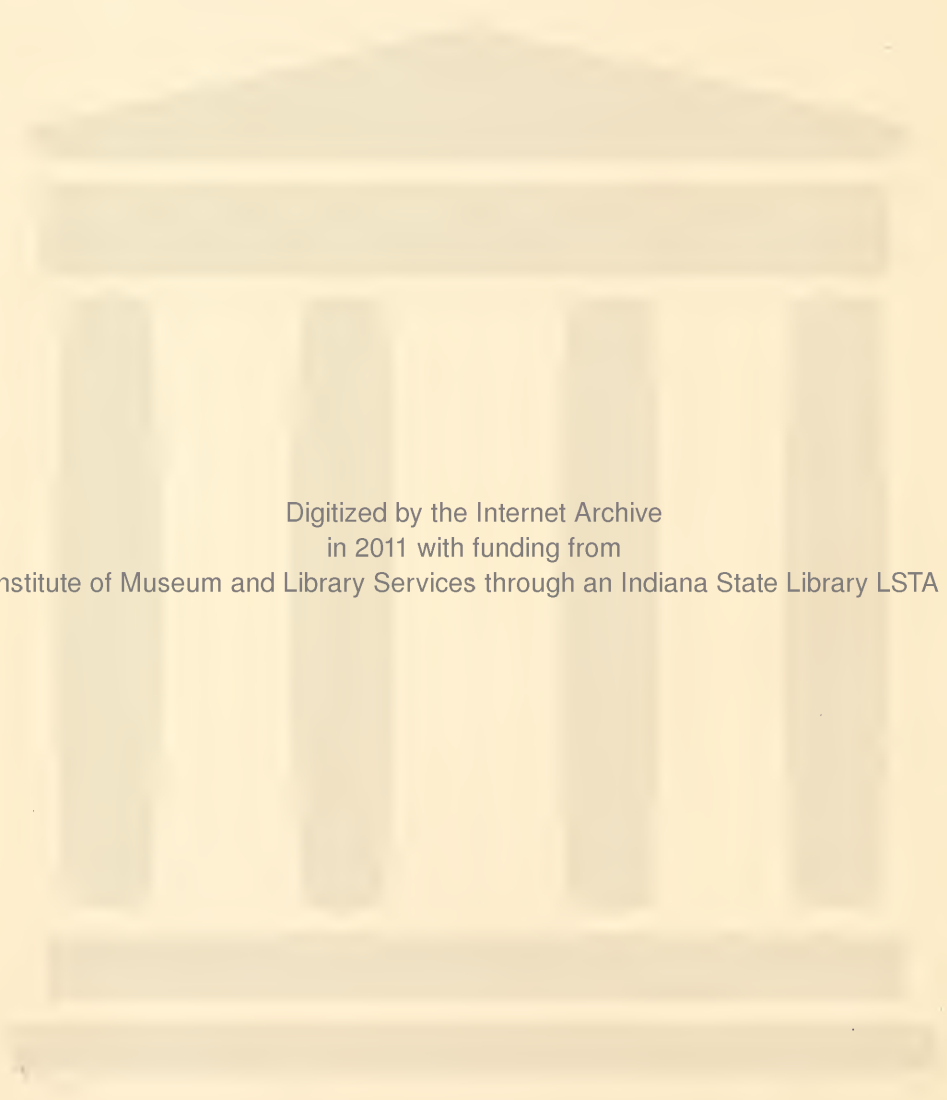 Digitized by the Internet Archive
in 2011 with funding from
nstitute of Museum and Library Services through an Indiana State Library LSTA